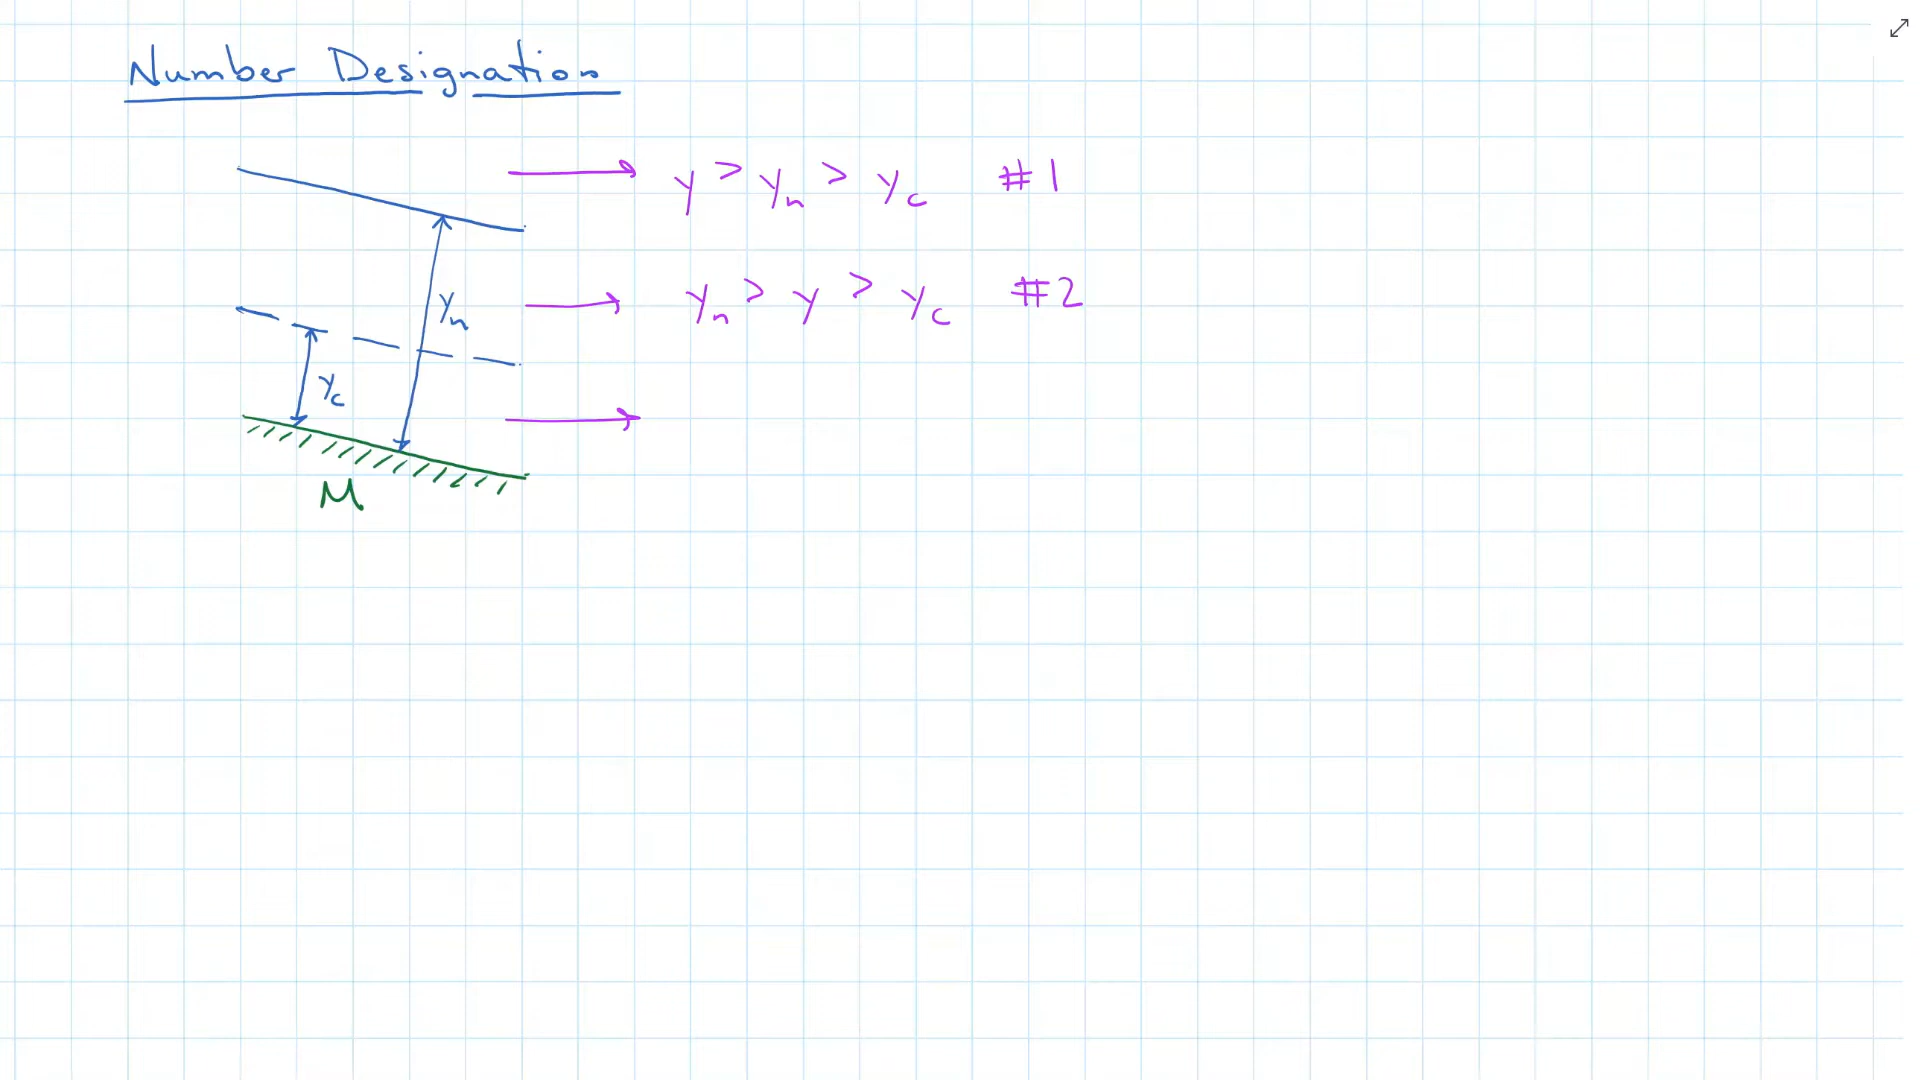 Number Designation
y > yn > yc #1
yn > y > yc #2
yn
yc
M